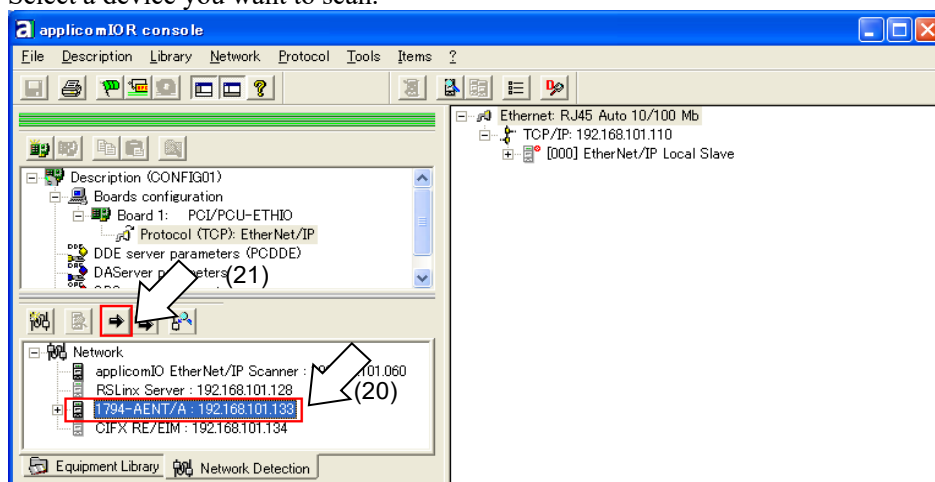 Select a device you want to scan.
applicomIO® console
File Description Library Network Protocol Tools Items ?
Ethernet: RJ45 Auto 10/100 Mb
TCP/IP: 192.168.101.110
[000] EtherNet/IP Local Slave
Description (CONFIG01)
Boards configuration
Board 1: PCI/PCU-ETHIO
Protocol (TCP): EtherNet/IP
DDE server parameters (PCDDE)
DAServer parameters
(21)
Network
applicomIO EtherNet/IP Scanner : 101.060
RSLinx Server : 192.168.101.128
(20)
1794-AENT/A : 192.168.101.133
CIFX RE/EIM : 192.168.101.134
Equipment Library Network Detection